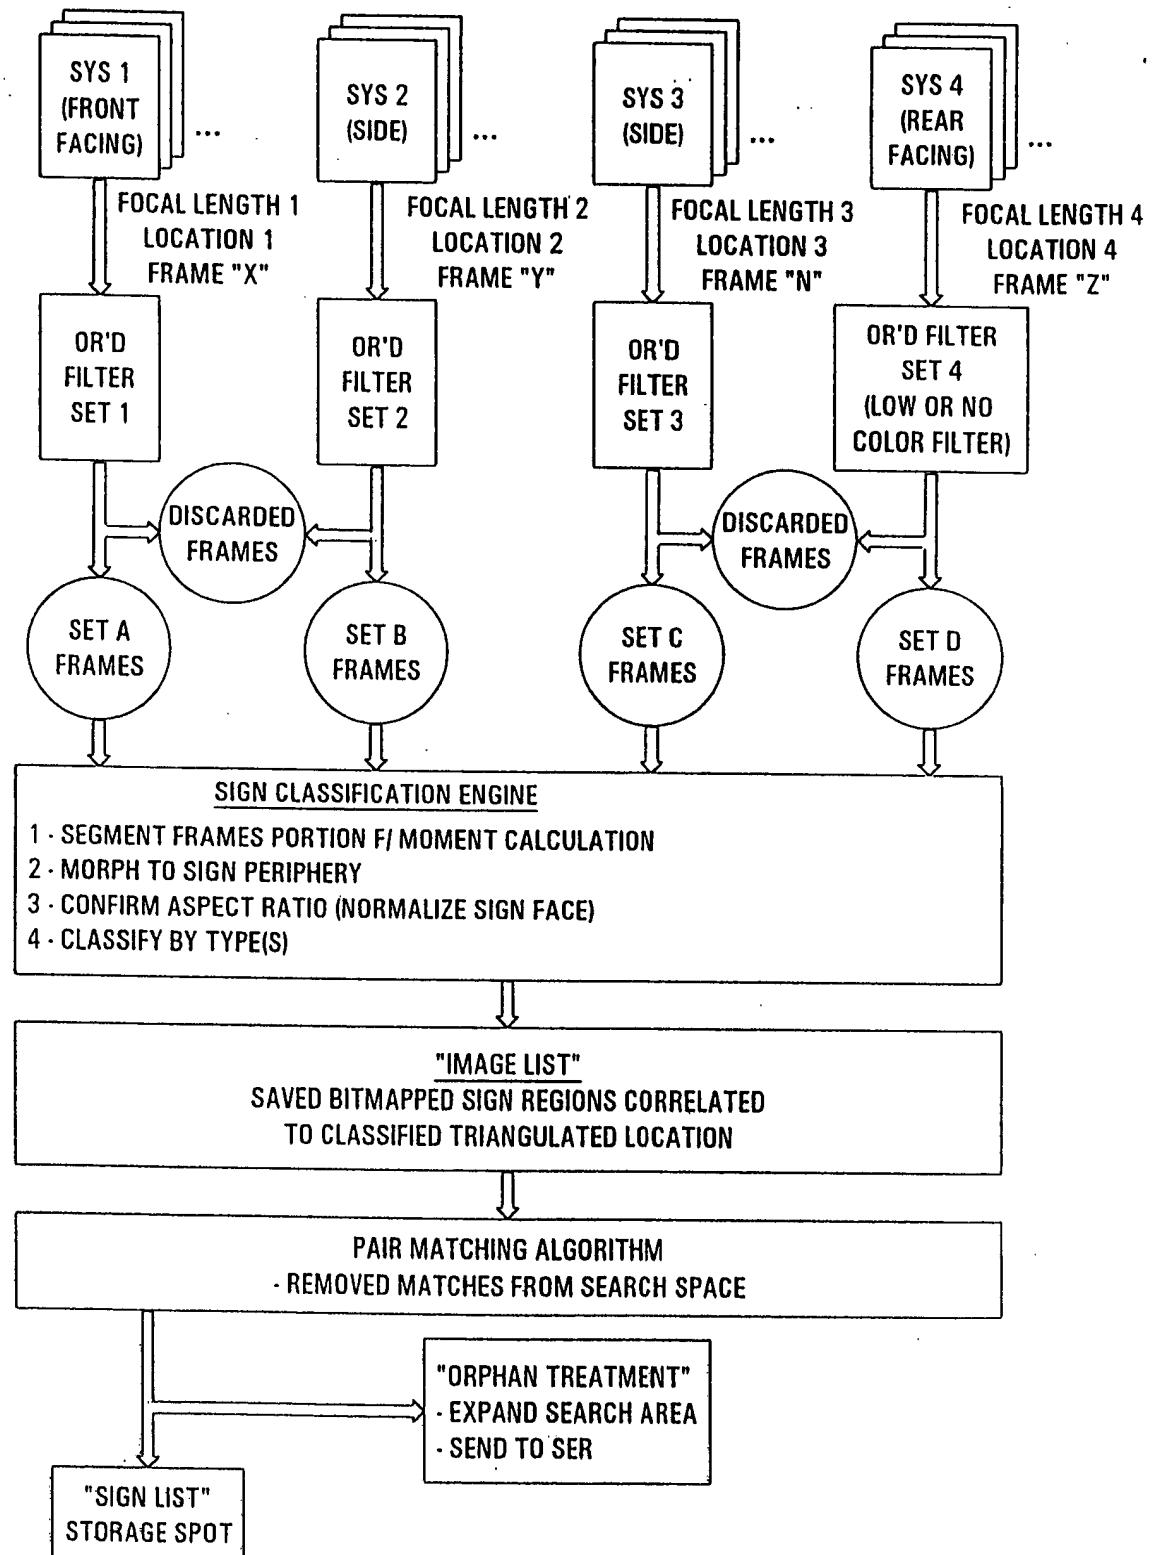 SYS 1
(FRONT
FACING)
...
SYS 2
(SIDE)
...
SYS 3
(SIDE)
...
SYS 4
(REAR
FACING)
...
FOCAL LENGTH 1
LOCATION 1
FRAME "X"
FOCAL LENGTH 2
LOCATION 2
FRAME "Y"
FOCAL LENGTH 3
LOCATION 3
FRAME "N"
FOCAL LENGTH 4
LOCATION 4
FRAME "Z"
OR'D
FILTER
SET 1
OR'D
FILTER
SET 2
OR'D
FILTER
SET 3
OR'D FILTER
SET 4
(LOW OR NO
COLOR FILTER)
DISCARDED
FRAMES
DISCARDED
FRAMES
SET A
FRAMES
SET B
FRAMES
SET C
FRAMES
SET D
FRAMES
SIGN CLASSIFICATION ENGINE
1 - SEGMENT FRAMES PORTION F/ MOMENT CALCULATION
2 - MORPH TO SIGN PERIPHERY
3 - CONFIRM ASPECT RATIO (NORMALIZE SIGN FACE)
4 - CLASSIFY BY TYPE(S)
"IMAGE LIST"
SAVED BITMAPPED SIGN REGIONS CORRELATED
TO CLASSIFIED TRIANGULATED LOCATION
PAIR MATCHING ALGORITHM
- REMOVED MATCHES FROM SEARCH SPACE
"ORPHAN TREATMENT"
- EXPAND SEARCH AREA
- SEND TO SER
"SIGN LIST"
STORAGE SPOT